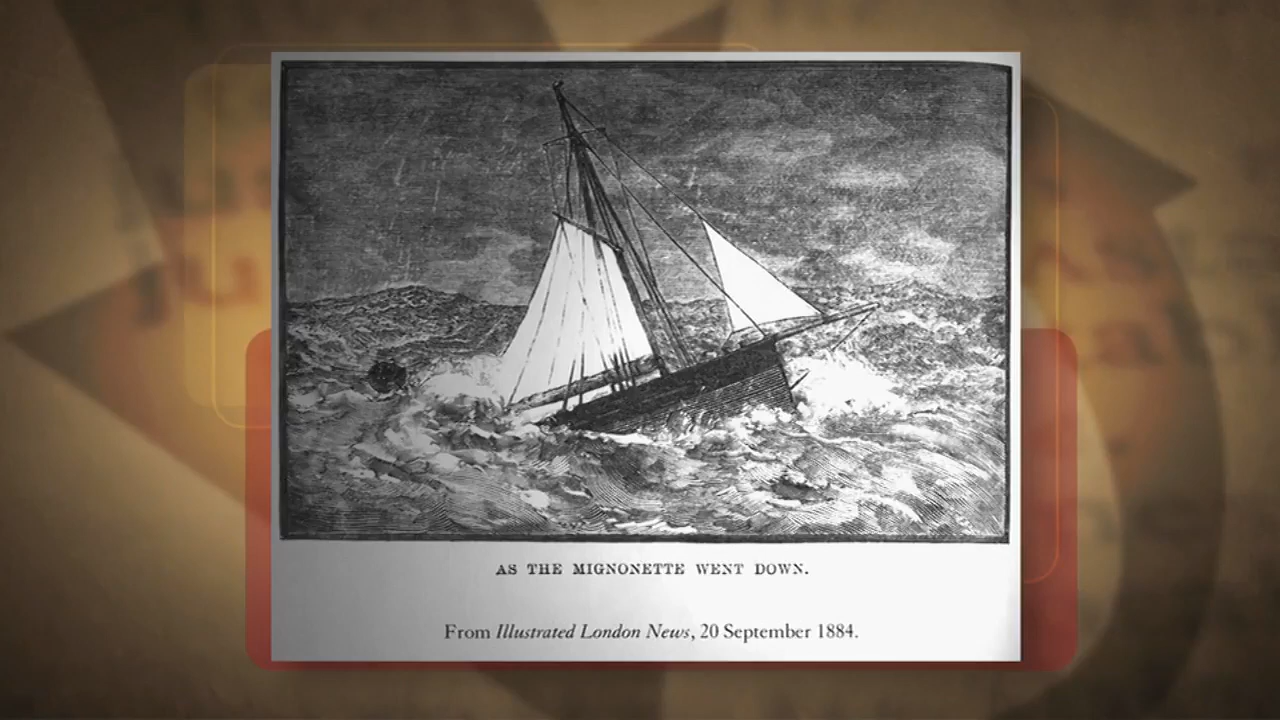 AS THE MIGNONETTE WENT DOWN.
From Illustrated London News, 20 September 1884.